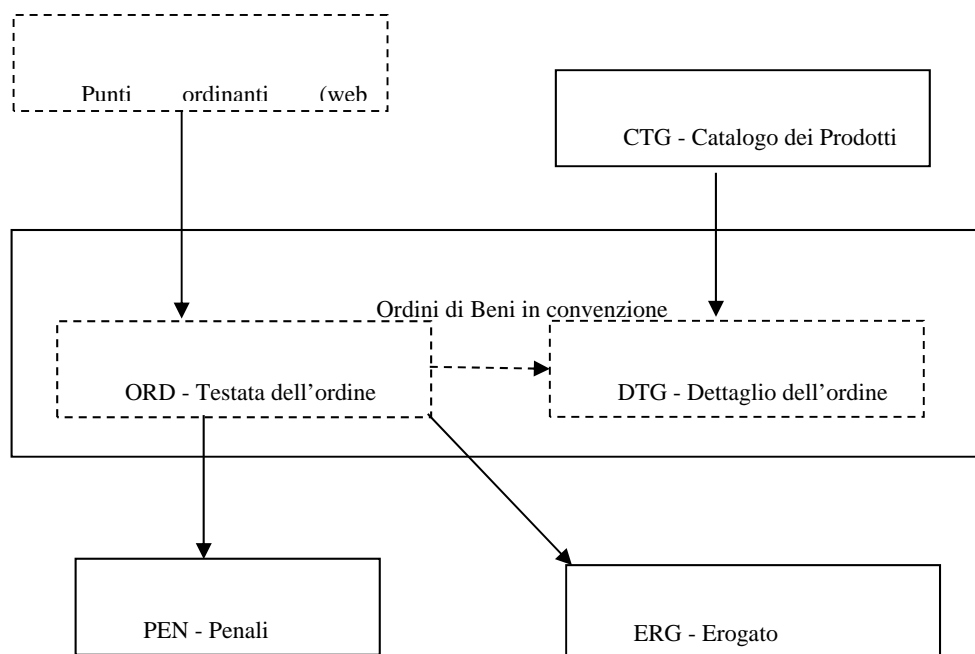 Punti ordinanti (web
CTG - Catalogo dei Prodotti
Ordini di Beni in convenzione
ORD - Testata dell’ordine
DTG - Dettaglio dell’ordine
PEN - Penali
ERG - Erogato